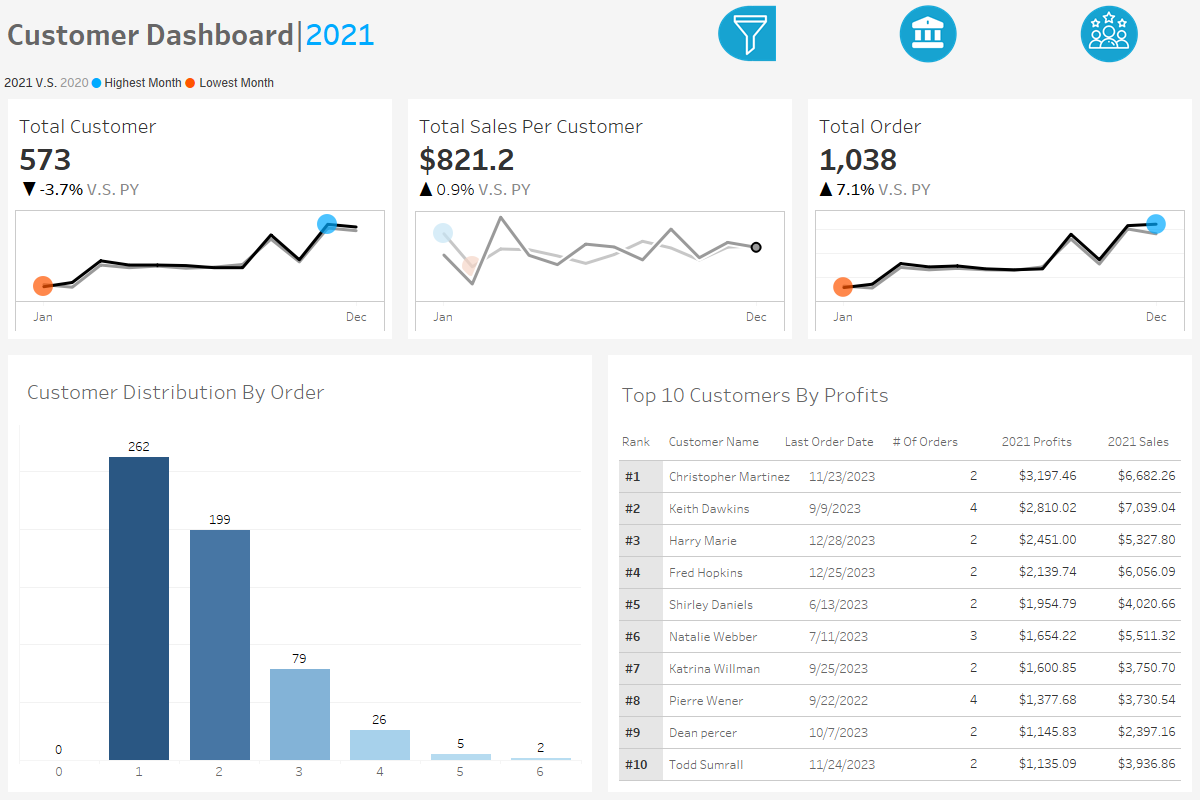 Customer Dashboard|2021
2021 V.S. 2020 Highest Month Lowest Month
Total Customer
573
▼ -3.7% V.S. PY
Jan Dec
Total Sales Per Customer
$821.2
▲ 0.9% V.S. PY
Jan Dec
Total Order
1,038
▲ 7.1% V.S. PY
Jan Dec
Customer Distribution By Order
262
199
79
26
5
2
0
0 1 2 3 4 5 6
Top 10 Customers By Profits
Rank Customer Name Last Order Date # Of Orders 2021 Profits 2021 Sales
#1 Christopher Martinez 11/23/2023 2 $3,197.46 $6,682.26
#2 Keith Dawkins 9/9/2023 4 $2,810.02 $7,039.04
#3 Harry Marie 12/28/2023 2 $2,451.00 $5,327.80
#4 Fred Hopkins 12/25/2023 2 $2,139.74 $6,056.09
#5 Shirley Daniels 6/13/2023 2 $1,954.79 $4,020.66
#6 Natalie Webber 7/11/2023 3 $1,654.22 $5,511.32
#7 Katrina Willman 9/25/2023 2 $1,600.85 $3,750.70
#8 Pierre Wener 9/22/2022 4 $1,377.68 $3,730.54
#9 Dean percer 10/7/2023 2 $1,145.83 $2,397.16
#10 Todd Sumrall 11/24/2023 2 $1,135.09 $3,936.86